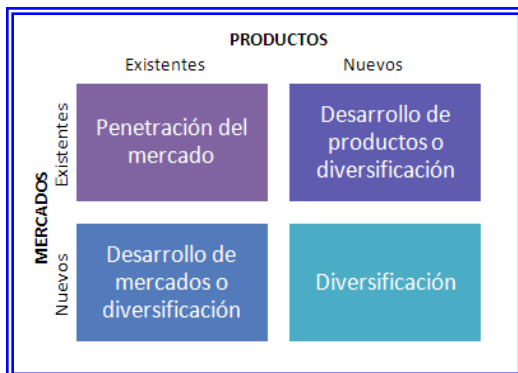 PRODUCTOS
Existentes
Nuevos
MERCADOS
Existentes
Penetración del
mercado
Desarrollo de
productos o
diversificación
Nuevos
Desarrollo de
mercados o
diversificación
Diversificación